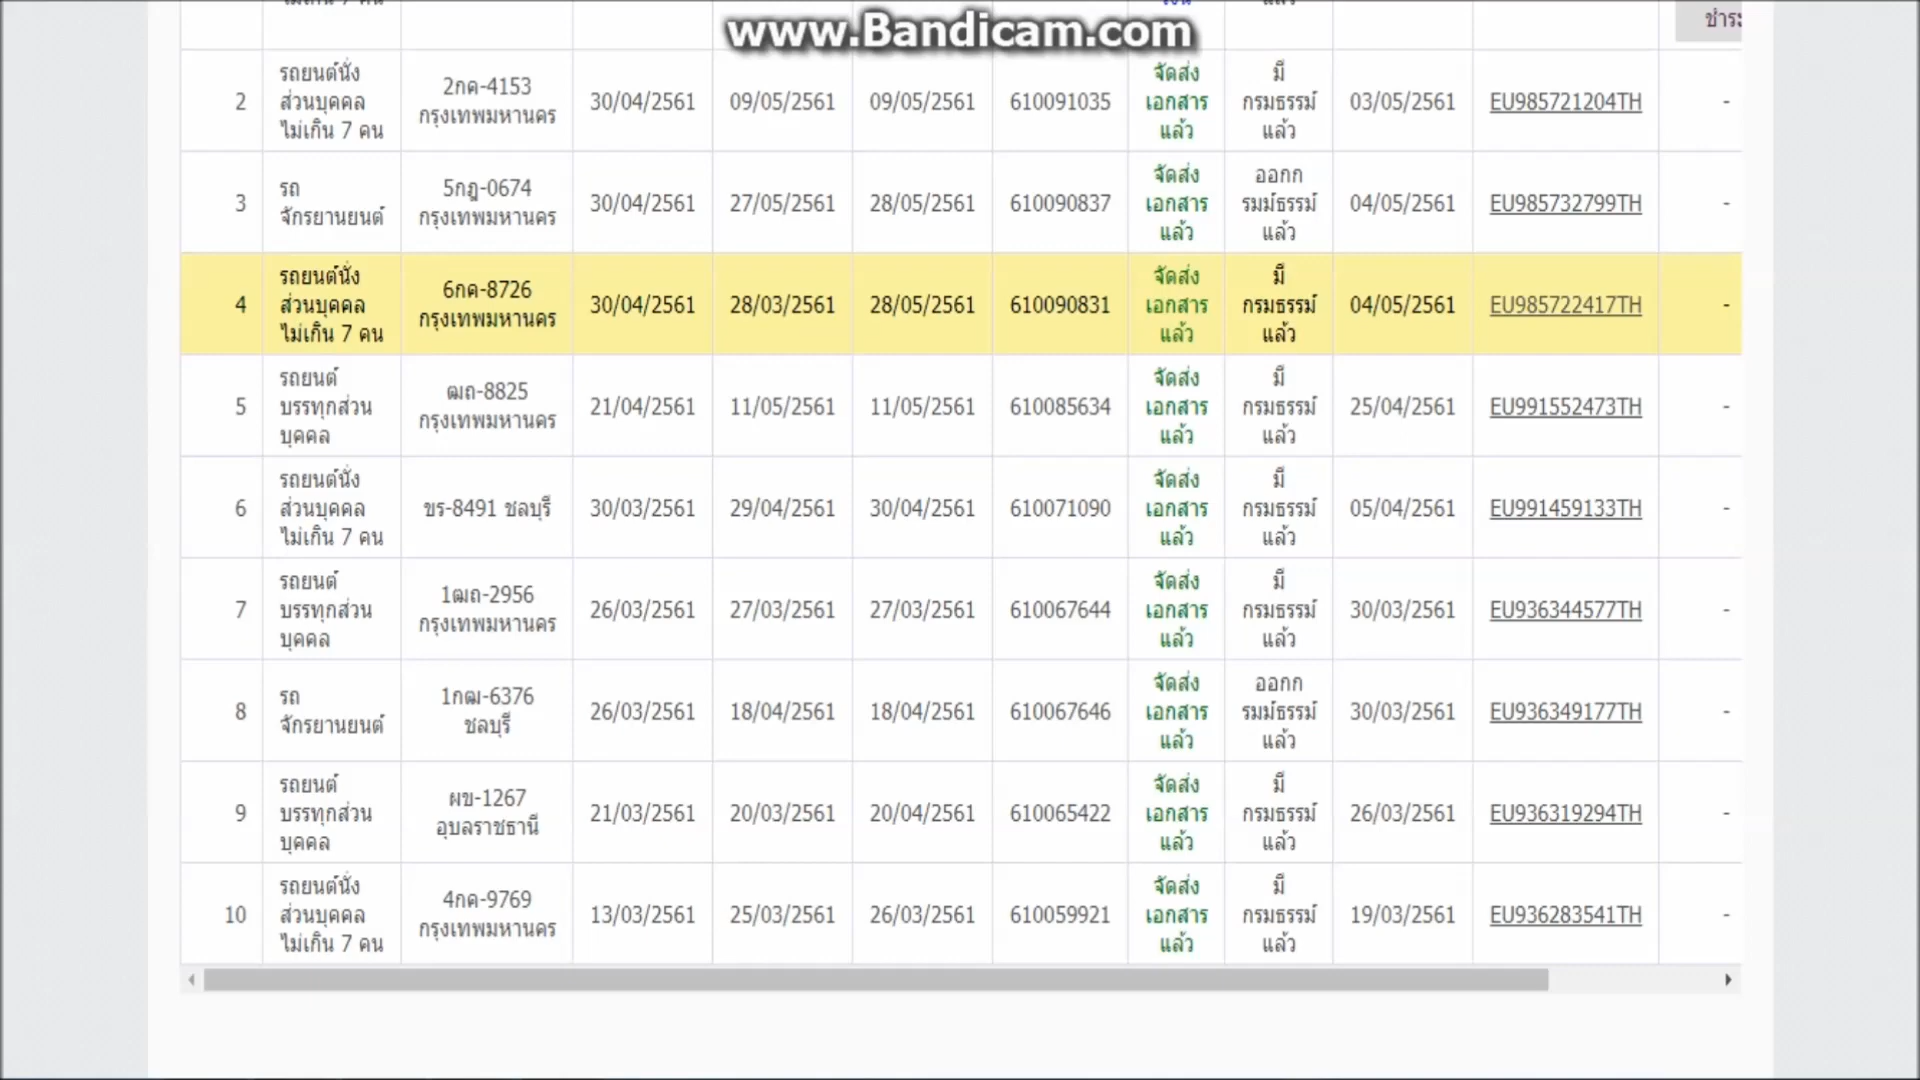 www.Bandicam.com
ชำระ
2 รถยนต์นั่ง ส่วนบุคคล ไม่เกิน 7 คน 2กค-4153 กรุงเทพมหานคร 30/04/2561 09/05/2561 09/05/2561 610091035 จัดส่ง เอกสาร แล้ว มี กรมธรรม์ แล้ว 03/05/2561 EU985721204TH -
3 รถ จักรยานยนต์ 5กฎ-0674 กรุงเทพมหานคร 30/04/2561 27/05/2561 28/05/2561 610090837 จัดส่ง เอกสาร แล้ว ออกก รมม์ธรรม์ แล้ว 04/05/2561 EU985732799TH -
4 รถยนต์นั่ง ส่วนบุคคล ไม่เกิน 7 คน 6กค-8726 กรุงเทพมหานคร 30/04/2561 28/03/2561 28/05/2561 610090831 จัดส่ง เอกสาร แล้ว มี กรมธรรม์ แล้ว 04/05/2561 EU985722417TH -
5 รถยนต์ บรรทุกส่วน บุคคล ฒถ-8825 กรุงเทพมหานคร 21/04/2561 11/05/2561 11/05/2561 610085634 จัดส่ง เอกสาร แล้ว มี กรมธรรม์ แล้ว 25/04/2561 EU991552473TH -
6 รถยนต์นั่ง ส่วนบุคคล ไม่เกิน 7 คน ขร-8491 ชลบุรี 30/03/2561 29/04/2561 30/04/2561 610071090 จัดส่ง เอกสาร แล้ว มี กรมธรรม์ แล้ว 05/04/2561 EU991459133TH -
7 รถยนต์ บรรทุกส่วน บุคคล 1ฒถ-2956 กรุงเทพมหานคร 26/03/2561 27/03/2561 27/03/2561 610067644 จัดส่ง เอกสาร แล้ว มี กรมธรรม์ แล้ว 30/03/2561 EU936344577TH -
8 รถ จักรยานยนต์ 1กฒ-6376 ชลบุรี 26/03/2561 18/04/2561 18/04/2561 610067646 จัดส่ง เอกสาร แล้ว ออกก รมม์ธรรม์ แล้ว 30/03/2561 EU936349177TH -
9 รถยนต์ บรรทุกส่วน บุคคล ผข-1267 อุบลราชธานี 21/03/2561 20/03/2561 20/04/2561 610065422 จัดส่ง เอกสาร แล้ว มี กรมธรรม์ แล้ว 26/03/2561 EU936319294TH -
10 รถยนต์นั่ง ส่วนบุคคล ไม่เกิน 7 คน 4กค-9769 กรุงเทพมหานคร 13/03/2561 25/03/2561 26/03/2561 610059921 จัดส่ง เอกสาร แล้ว มี กรมธรรม์ แล้ว 19/03/2561 EU936283541TH -